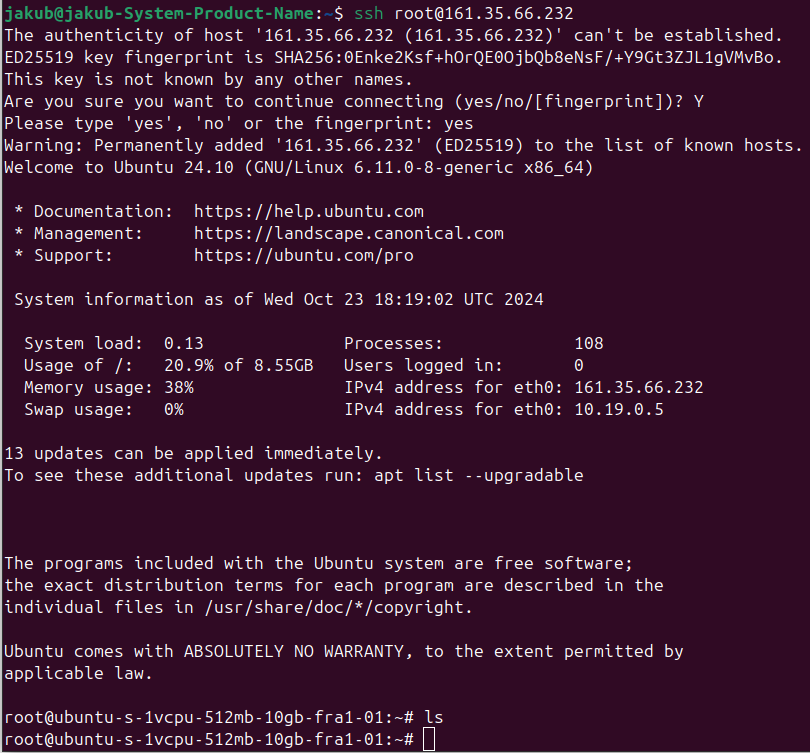 jakub@jakub-System-Product-Name:~$ ssh root@161.35.66.232
The authenticity of host '161.35.66.232 (161.35.66.232)' can't be established.
ED25519 key fingerprint is SHA256:0Enke2Ksf+hOrQE0OjbQb8eNsF/+Y9Gt3ZJL1gVMvBo.
This key is not known by any other names.
Are you sure you want to continue connecting (yes/no/[fingerprint])? Y
Please type 'yes', 'no' or the fingerprint: yes
Warning: Permanently added '161.35.66.232' (ED25519) to the list of known hosts.
Welcome to Ubuntu 24.10 (GNU/Linux 6.11.0-8-generic x86_64)

 * Documentation:  https://help.ubuntu.com
 * Management:     https://landscape.canonical.com
 * Support:        https://ubuntu.com/pro

 System information as of Wed Oct 23 18:19:02 UTC 2024

  System load:  0.13              Processes:             108
  Usage of /:   20.9% of 8.55GB   Users logged in:       0
  Memory usage: 38%               IPv4 address for eth0: 161.35.66.232
  Swap usage:   0%                IPv4 address for eth0: 10.19.0.5

13 updates can be applied immediately.
To see these additional updates run: apt list --upgradable

The programs included with the Ubuntu system are free software;
the exact distribution terms for each program are described in the
individual files in /usr/share/doc/*/copyright.

Ubuntu comes with ABSOLUTELY NO WARRANTY, to the extent permitted by
applicable law.

root@ubuntu-s-1vcpu-512mb-10gb-fra1-01:~# ls
root@ubuntu-s-1vcpu-512mb-10gb-fra1-01:~#